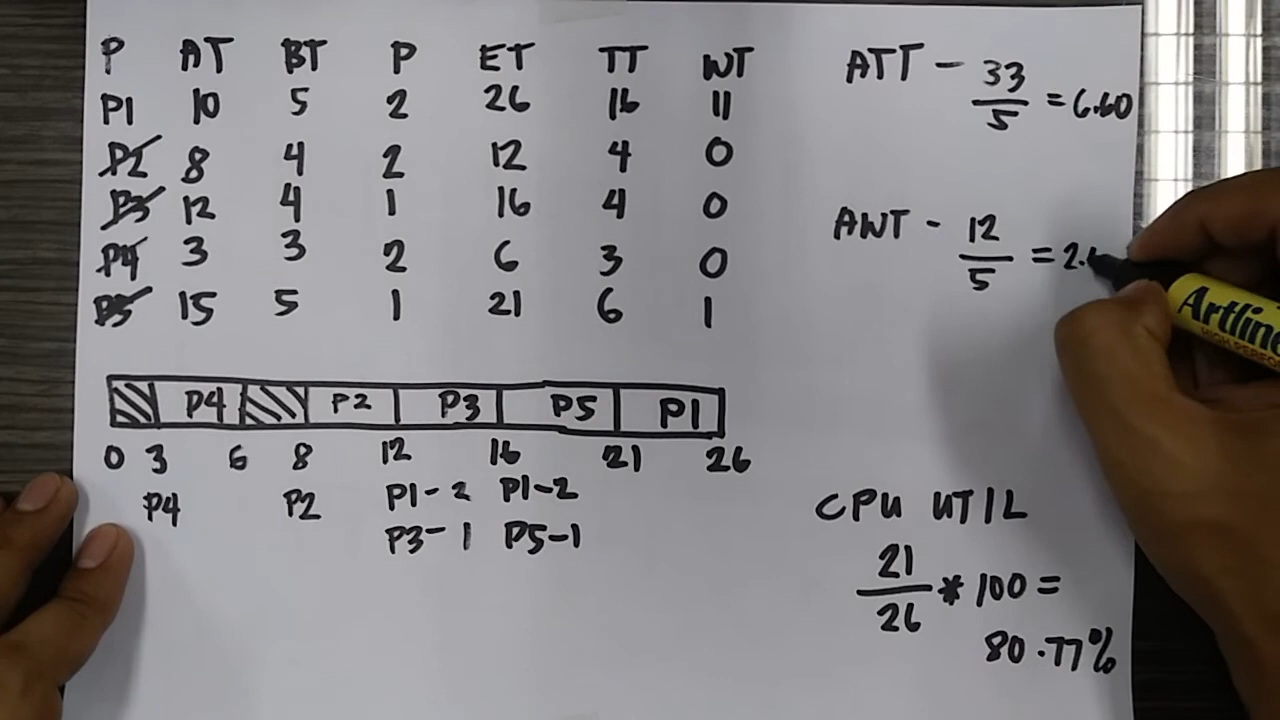 P AT BT P ET TT WT
P1 10 5 2 26 16 11
P2 8 4 2 12 4 0
P3 12 4 1 16 4 0
P4 3 3 2 6 3 0
P5 15 5 1 21 6 1
ATT - 33/5 = 6.60
AWT - 12/5 = 2.
Artline
P4 P2 P3 P5 P1
0 3 6 8 12 16 21 26
P4 P2 P1-2 P1-2
P3-1 P5-1
CPU UTIL
21/26 * 100 =
80.77%